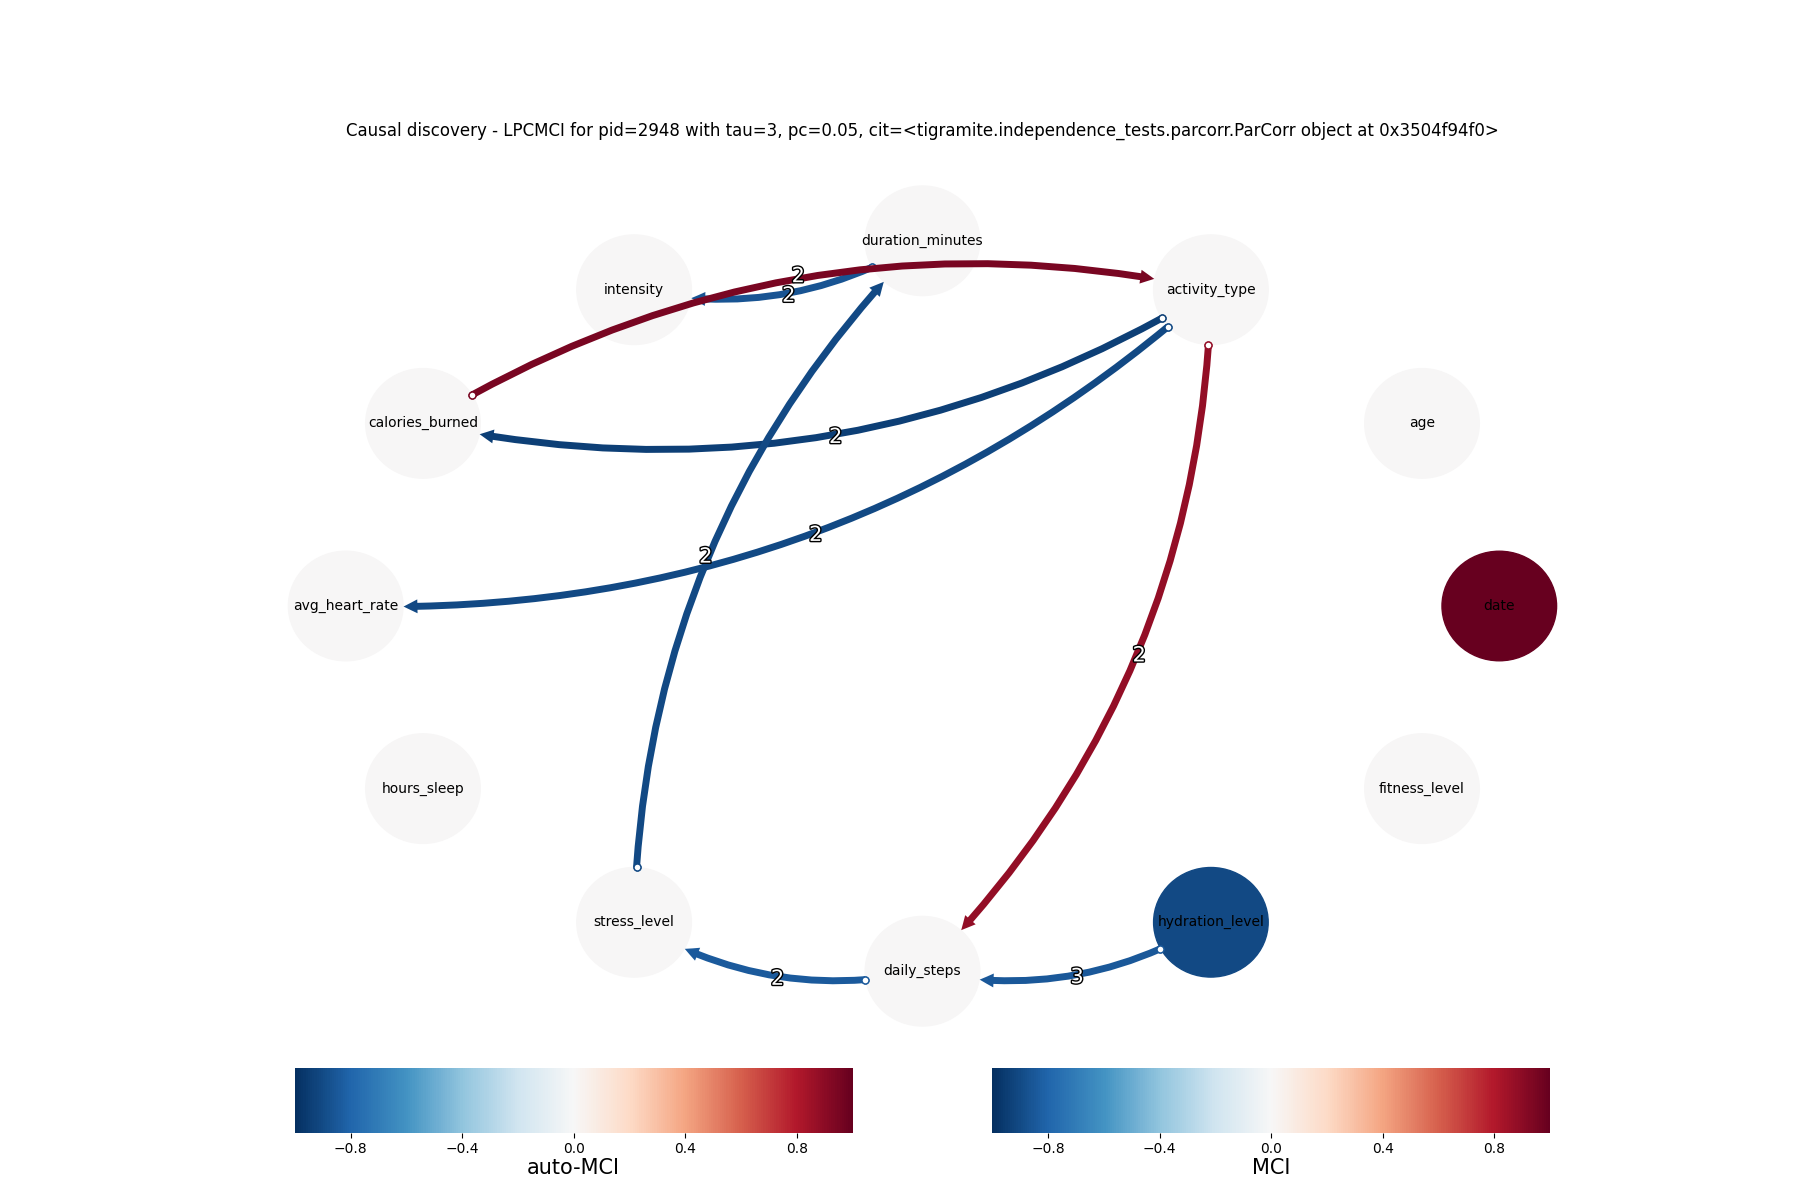 Causal discovery - LPCMCI for pid=2948 with tau=3, pc=0.05, cit=<tigramite.independence_tests.parcorr.ParCorr object at 0x3504f94f0>
duration_minutes
intensity
activity_type
2
2
calories_burned
age
2
2
2
avg_heart_rate
date
2
hours_sleep
fitness_level
stress_level
hydration_level
daily_steps
2
3
−0.8 −0.4 0.0 0.4 0.8
auto-MCI
−0.8 −0.4 0.0 0.4 0.8
MCI